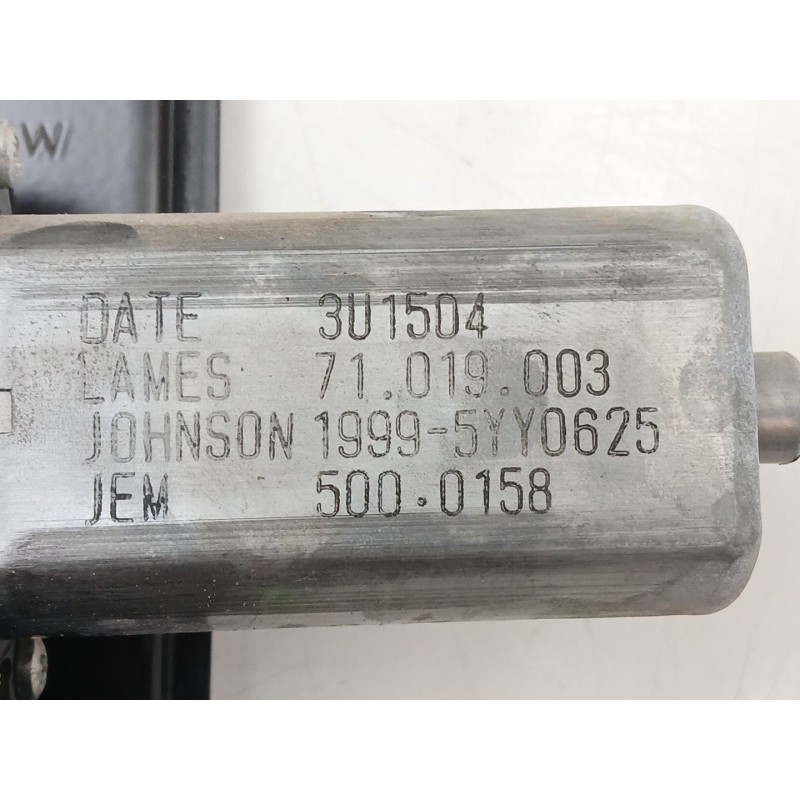 W
DATE 3U1504
LAMES 71.019.003
JOHNSON 1999-5YY0625
JEM 500.0158